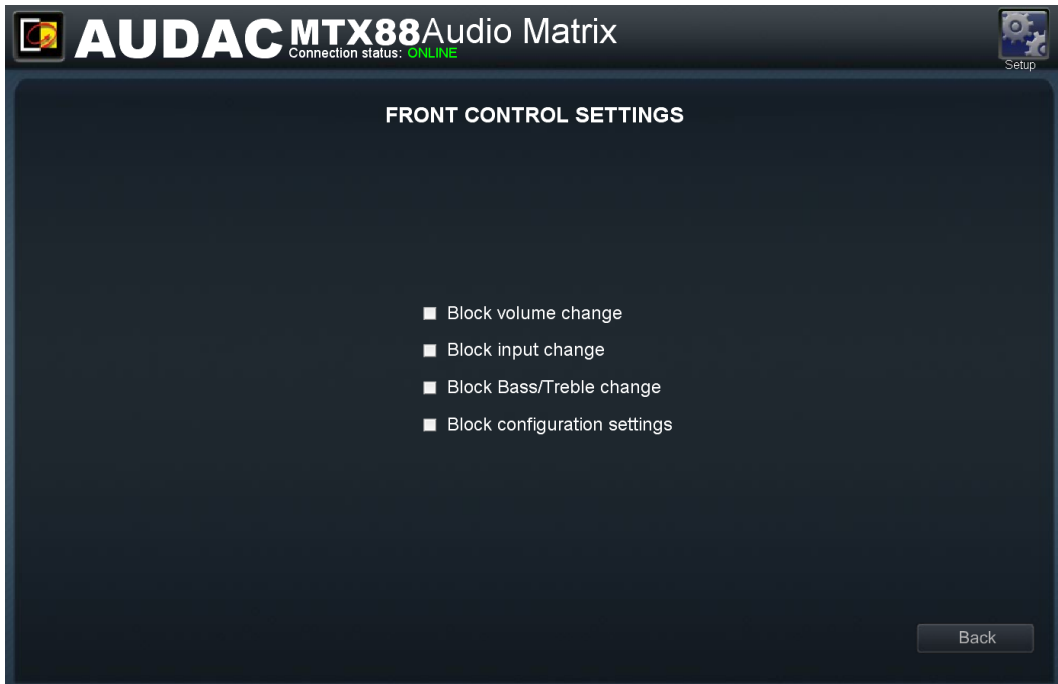 AUDAC MTX88 Audio Matrix
Connection status: ONLINE
Setup
FRONT CONTROL SETTINGS
Block volume change
Block input change
Block Bass/Treble change
Block configuration settings
Back